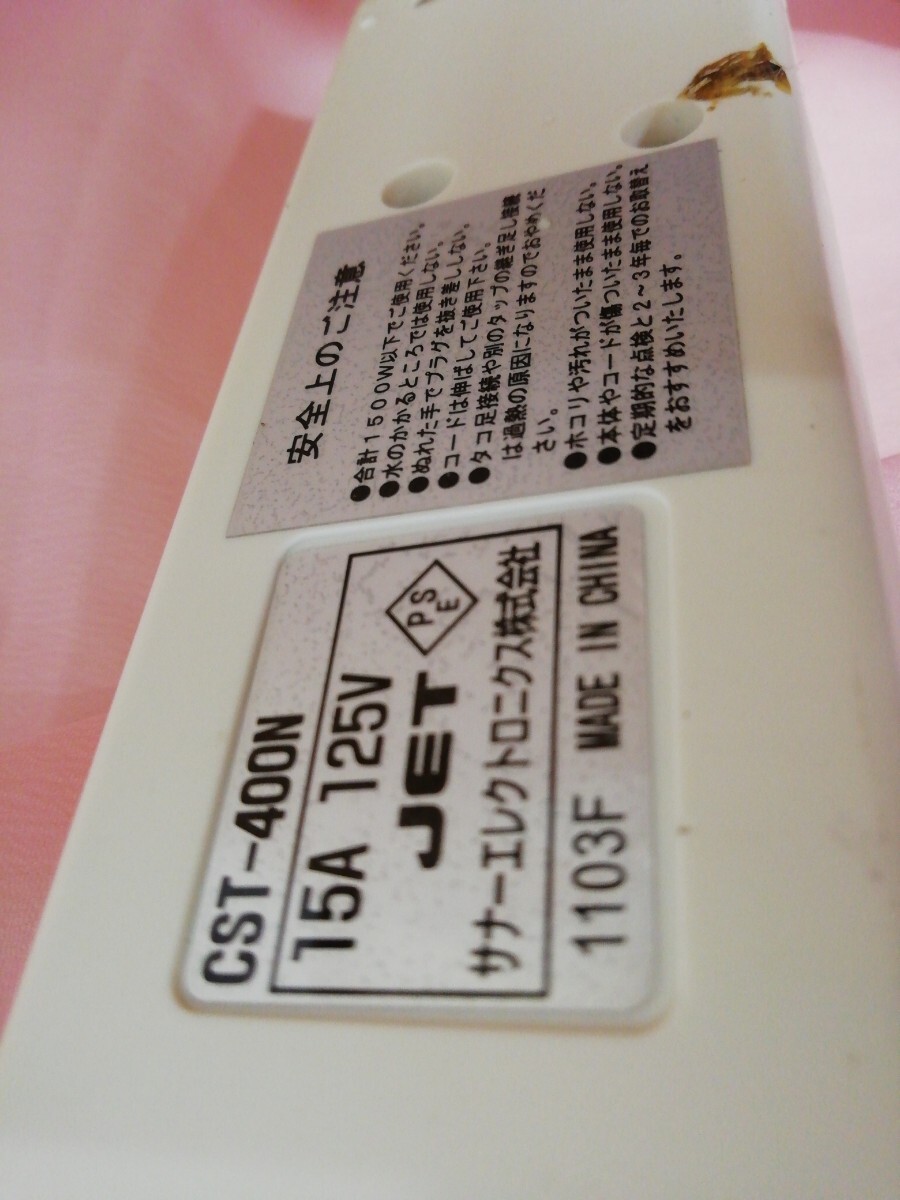 安全上のご注意
●合計1500W以下でご使用ください。
●水のかかるところでは使用しない。
●ぬれた手でプラグを抜き差ししない。
●コードは伸ばしてご使用下さい。
●タコ足接続や別のタップの継ぎ足し接続
は過熱の原因になりますのでおやめくだ
さい。
●ホコリや汚れがついたまま使用しない。
●本体やコードが傷ついたまま使用しない。
●定期的な点検と2～3年毎でのお取替え
をおすすめいたします。
CST-400N
15A 125V
JET
PSE
サナーエレクトロニクス株式会社
1103F MADE IN CHINA